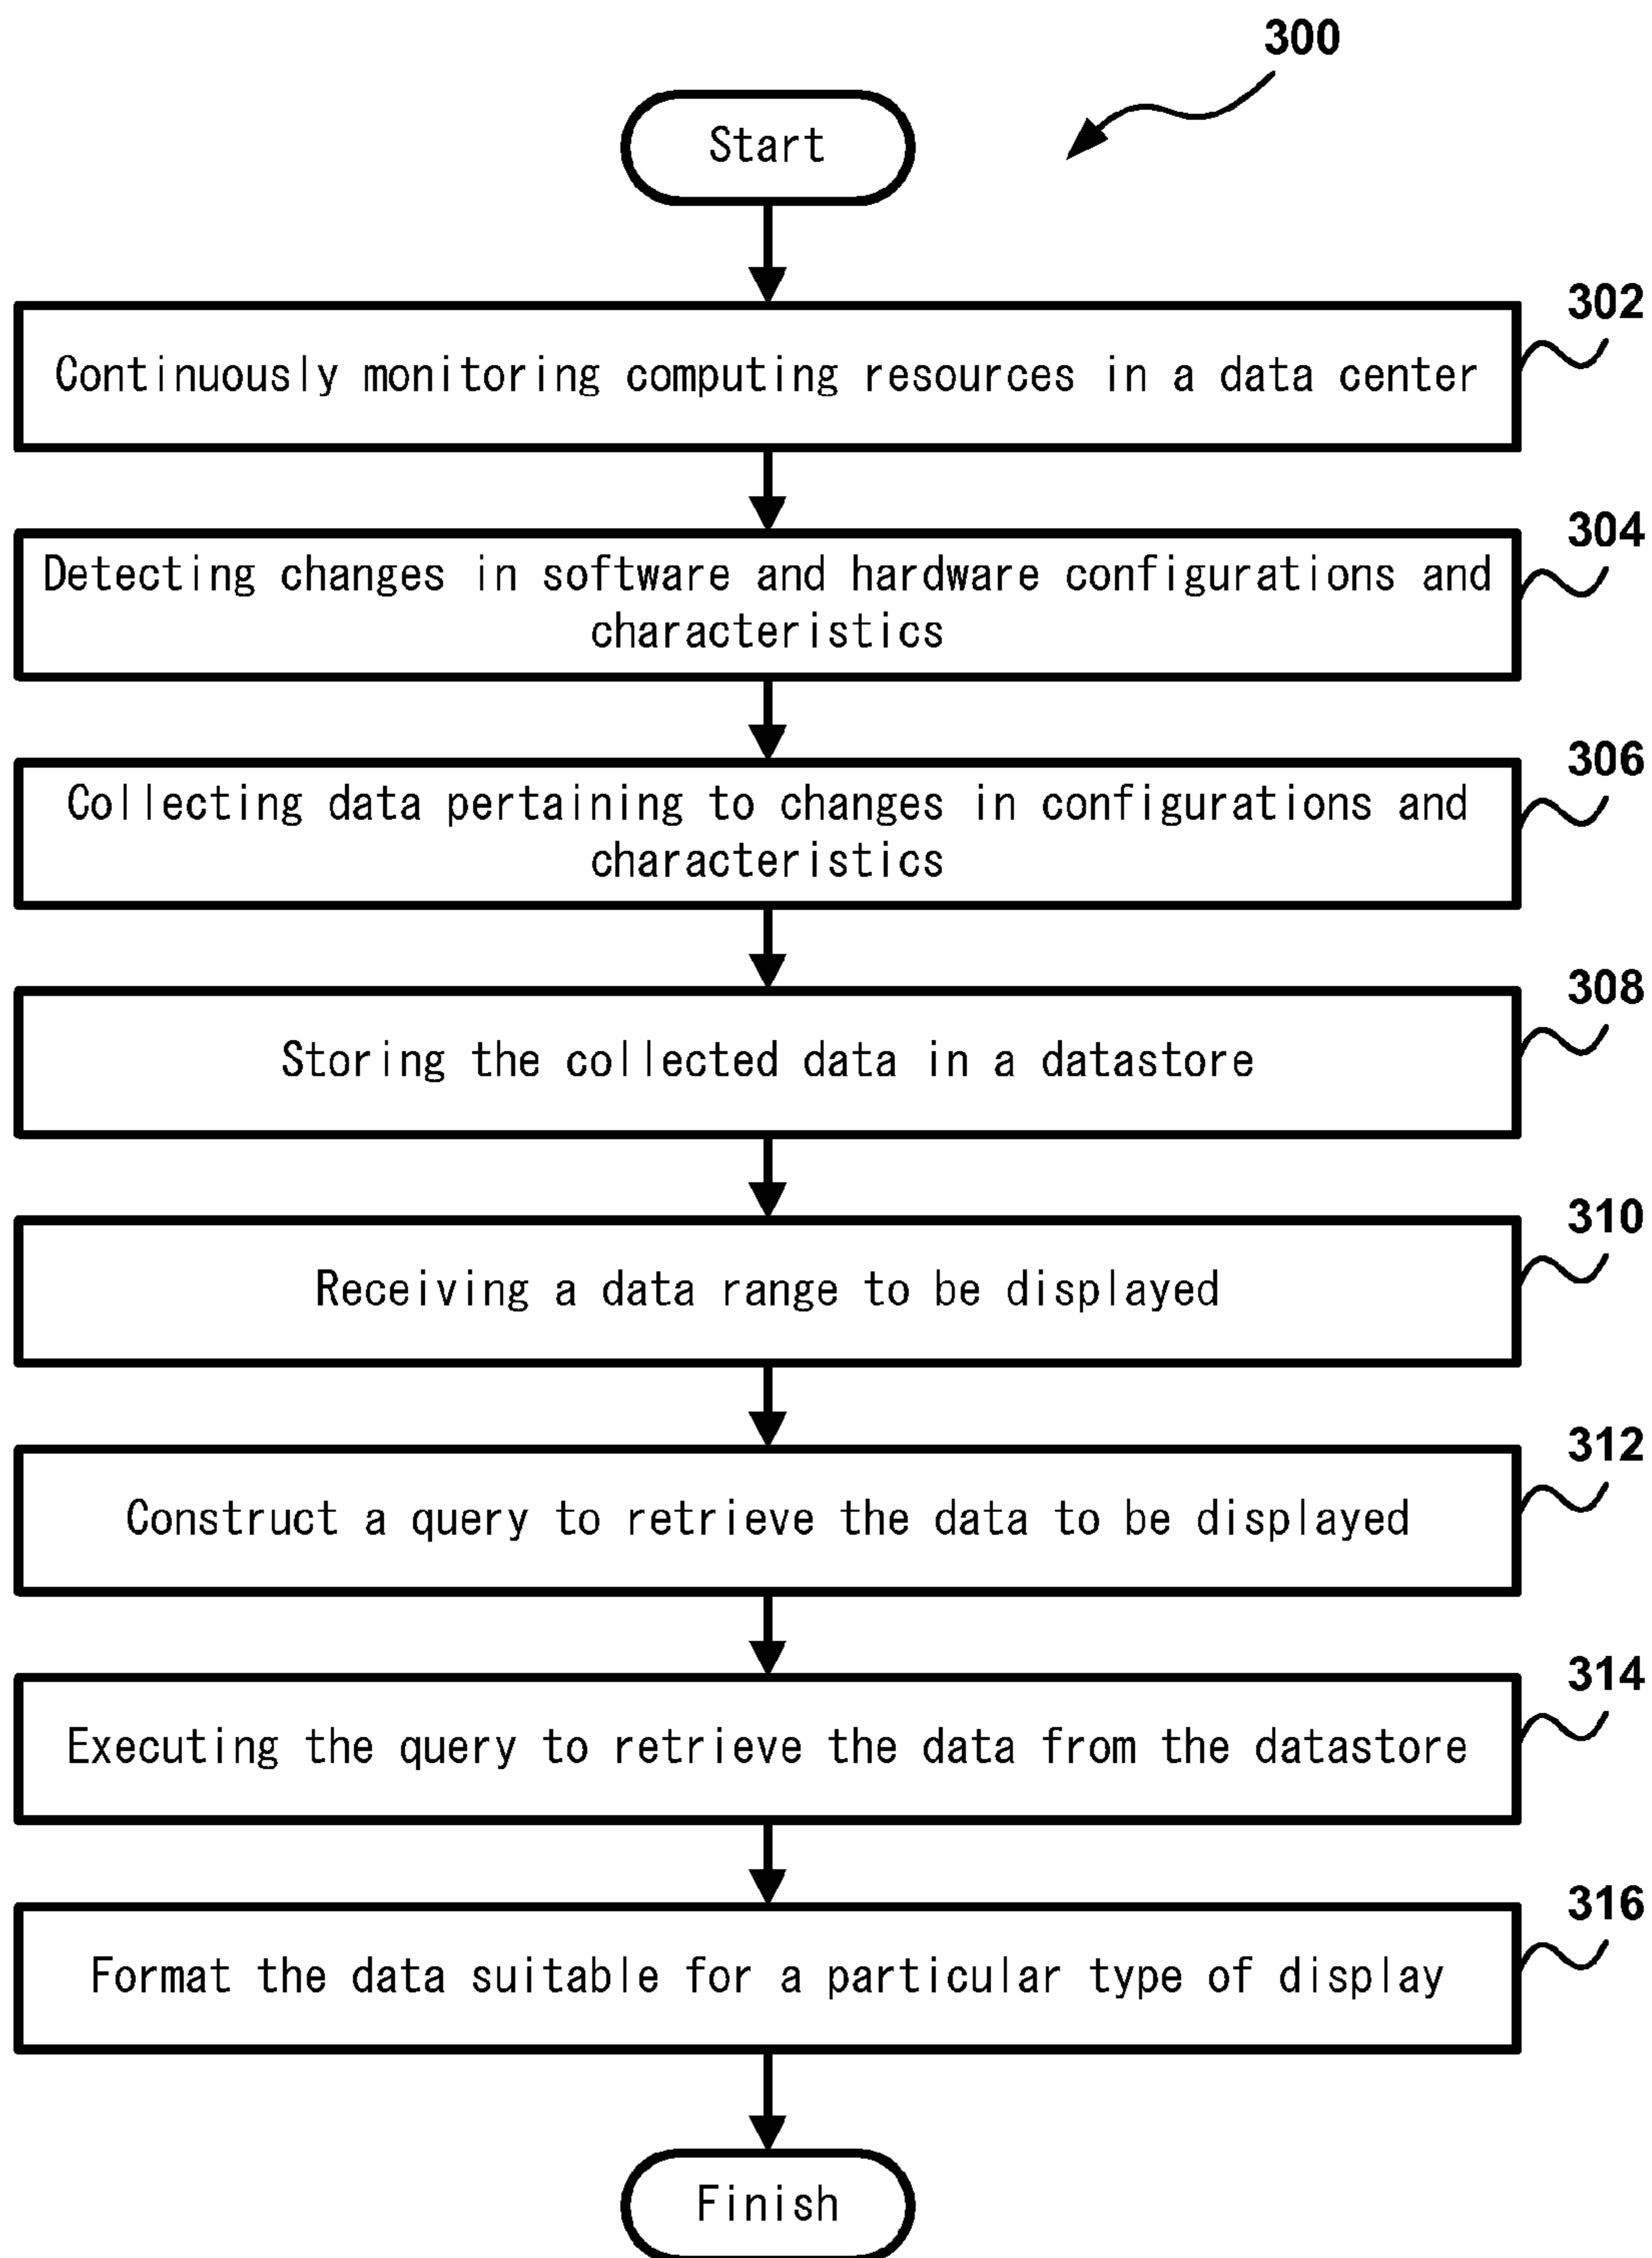 300
Start
302
Continuously monitoring computing resources in a data center
304
Detecting changes in software and hardware configurations and
characteristics
306
Collecting data pertaining to changes in configurations and
characteristics
308
Storing the collected data in a datastore
310
Receiving a data range to be displayed
312
Construct a query to retrieve the data to be displayed
314
Executing the query to retrieve the data from the datastore
316
Format the data suitable for a particular type of display
Finish